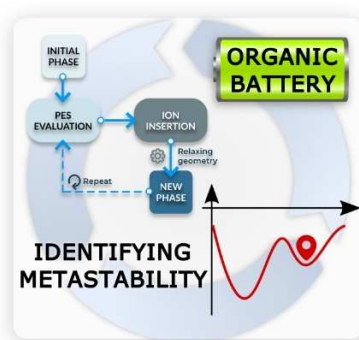 INITIAL
PHASE
ORGANIC
BATTERY
PES
EVALUATION
ION
INSERTION
Relaxing
geometry
Repeat
NEW
PHASE
IDENTIFYING
METASTABILITY